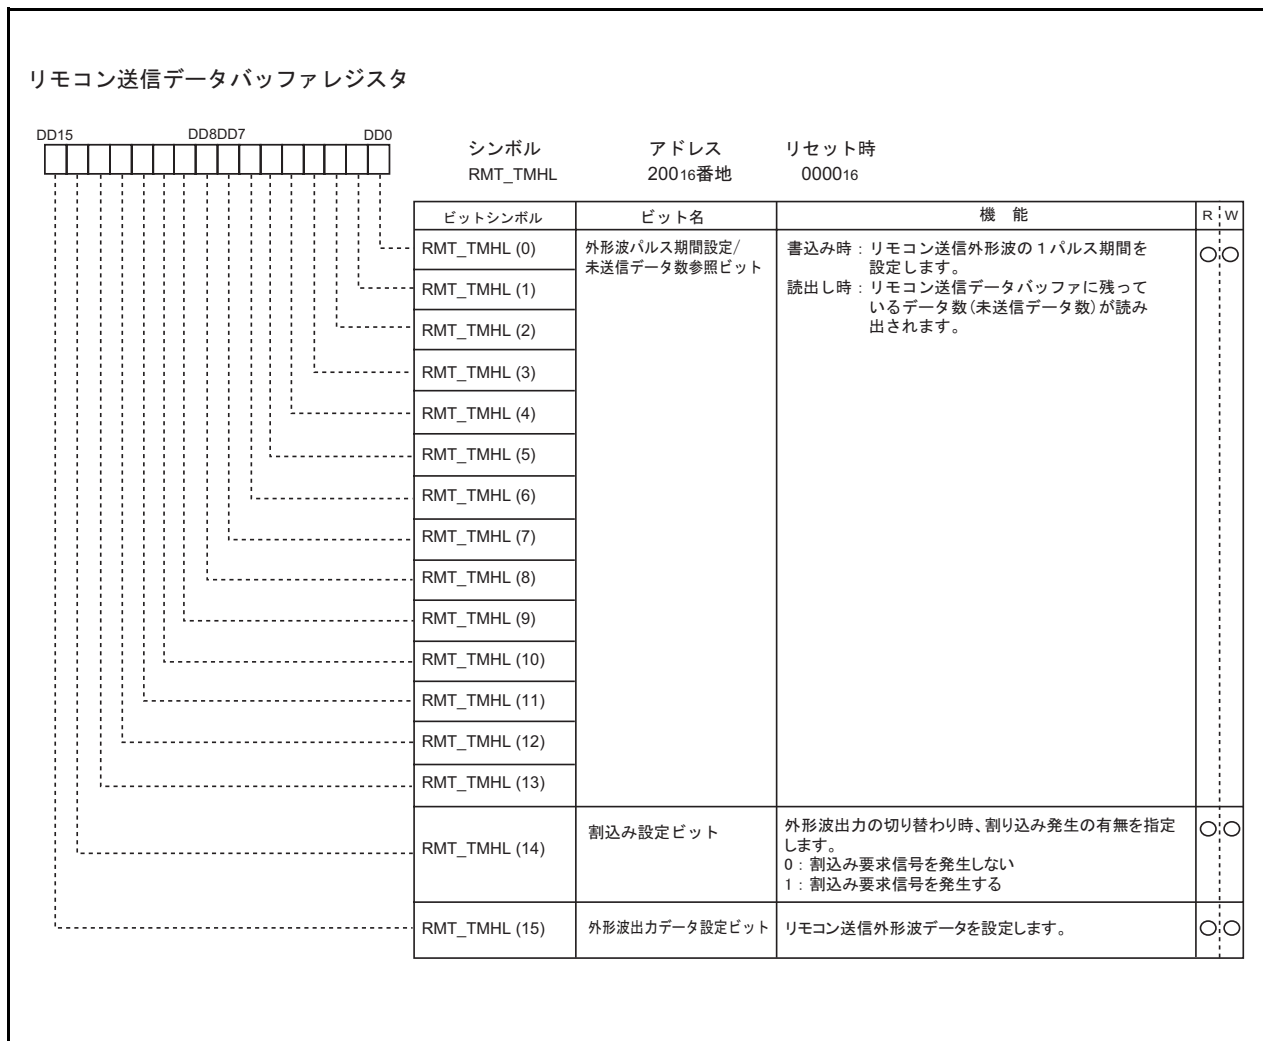 リモコン送信データバッファレジスタ
DD15 DD8DD7 DD0
シンボル アドレス リセット時
RMT_TMHL 20016番地 000016
ビットシンボル ビット名 機 能 R W
RMT_TMHL (0) 外形波パルス期間設定/ 書込み時：リモコン送信外形波の1パルス期間を ○ ○
未送信データ数参照ビット 設定します。
RMT_TMHL (1) 読出し時：リモコン送信データバッファに残って
いるデータ数(未送信データ数)が読み
RMT_TMHL (2) 出されます。
RMT_TMHL (3)
RMT_TMHL (4)
RMT_TMHL (5)
RMT_TMHL (6)
RMT_TMHL (7)
RMT_TMHL (8)
RMT_TMHL (9)
RMT_TMHL (10)
RMT_TMHL (11)
RMT_TMHL (12)
RMT_TMHL (13)
RMT_TMHL (14) 割込み設定ビット 外形波出力の切り替わり時、割り込み発生の有無を指定 ○ ○
します。
0：割込み要求信号を発生しない
1：割込み要求信号を発生する
RMT_TMHL (15) 外形波出力データ設定ビット リモコン送信外形波データを設定します。 ○ ○